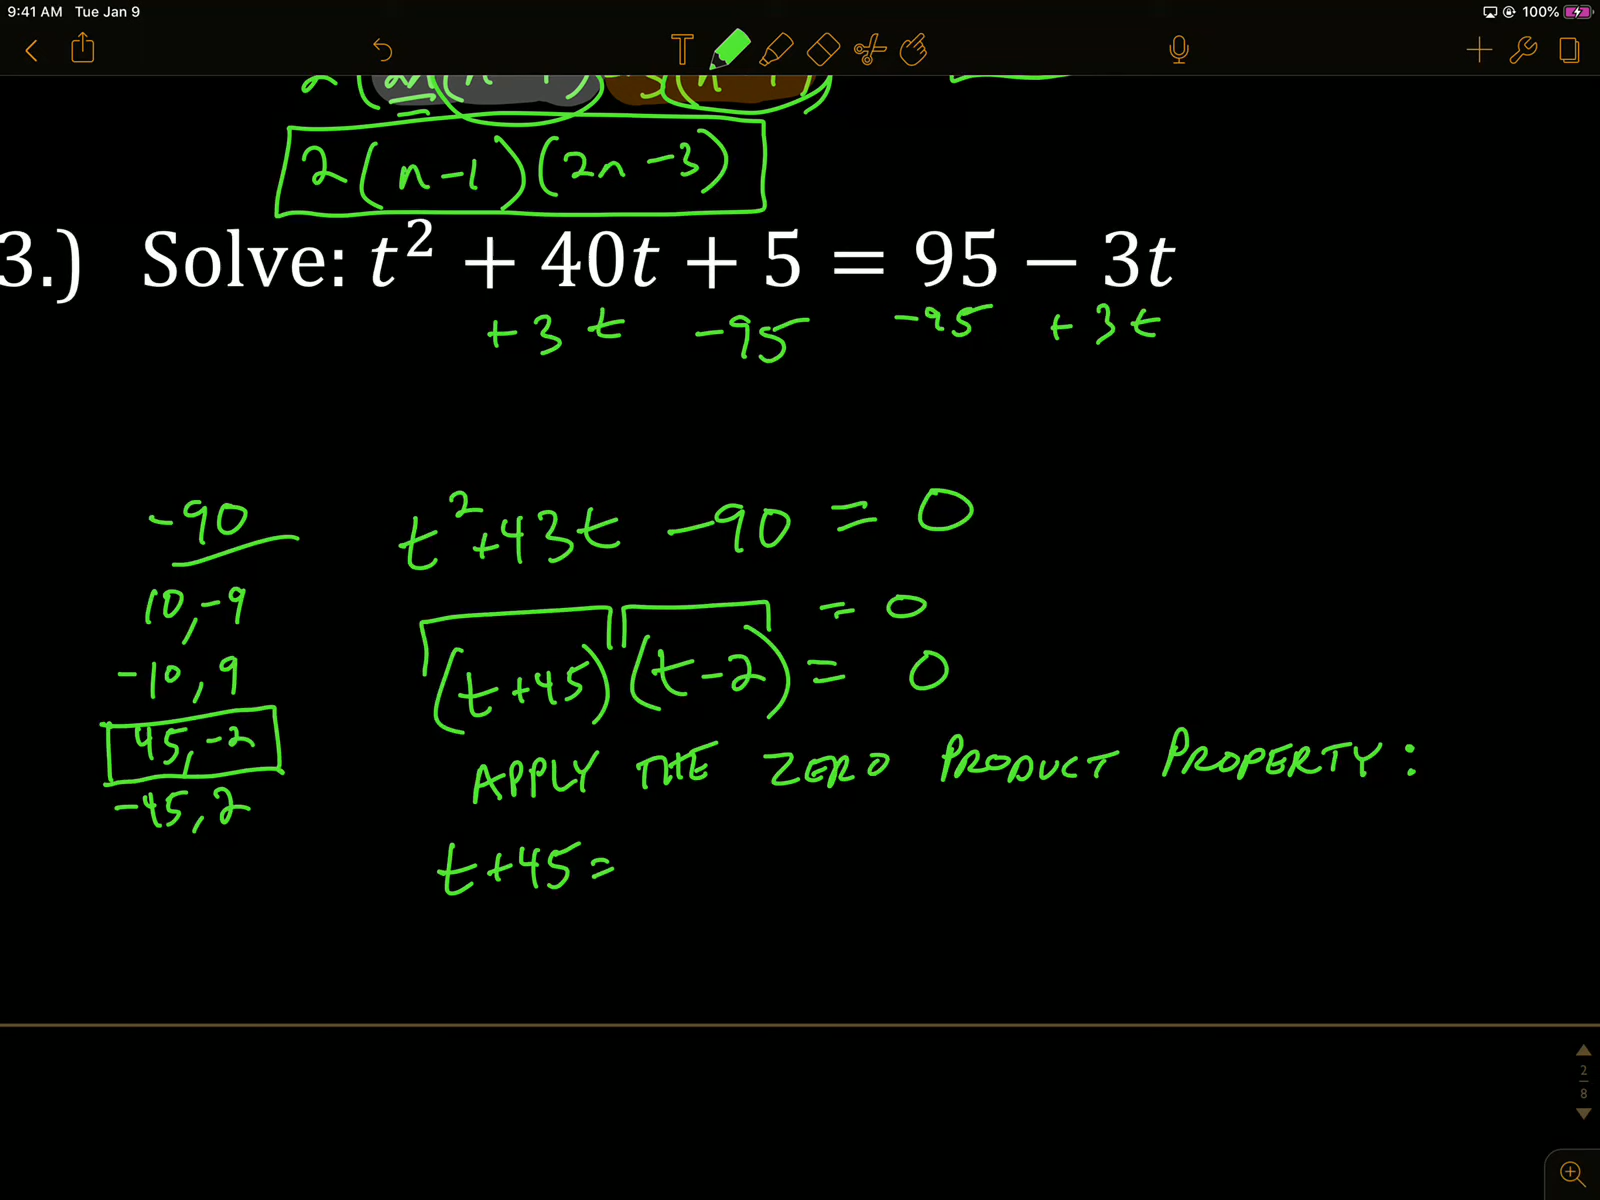 9:41 AM Tue Jan 9 100%
2(n-1)(2n-3)
3.) Solve: t² + 40t + 5 = 95 − 3t
+3t -95 -95 +3t
-90
t²+43t -90 = 0
10,-9
= 0
-10,9
(t+45)(t-2) = 0
45,-2
APPLY THE ZERO PRODUCT PROPERTY:
-45,2
t+45=
2
8